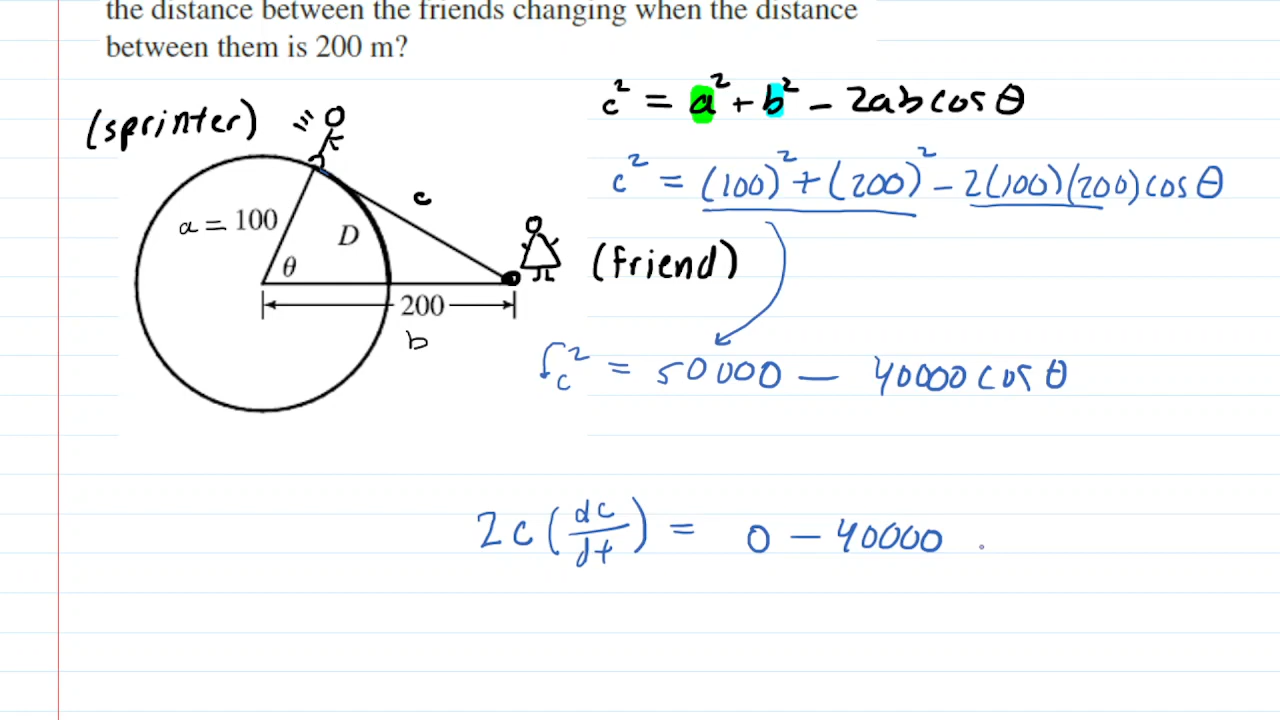 the distance between the friends changing when the distance
between them is 200 m?
c² = a² + b² - 2ab cos θ
(sprinter)
c² = (100)² + (200)² - 2(100)(200) cos θ
c
a = 100
D
θ
(friend)
200
b
c² = 50000 - 40000 cos θ
2c (dc/dt) = 0 - 40000